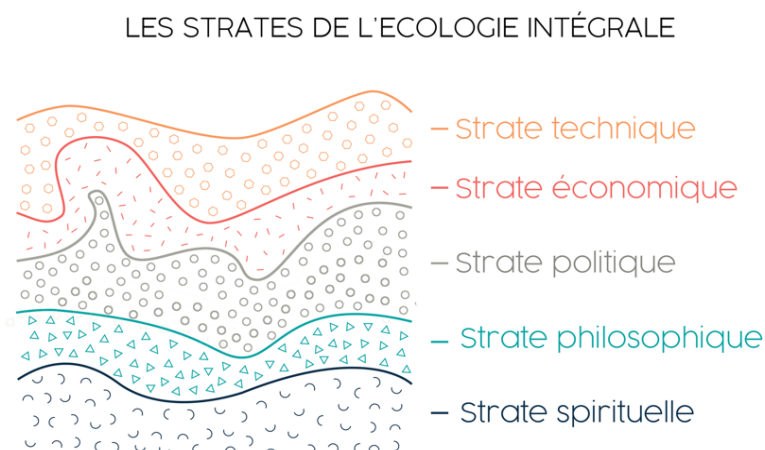 LES STRATES DE L'ECOLOGIE INTÉGRALE
– Strate technique
– Strate économique
– Strate politique
– Strate philosophique
– Strate spirituelle